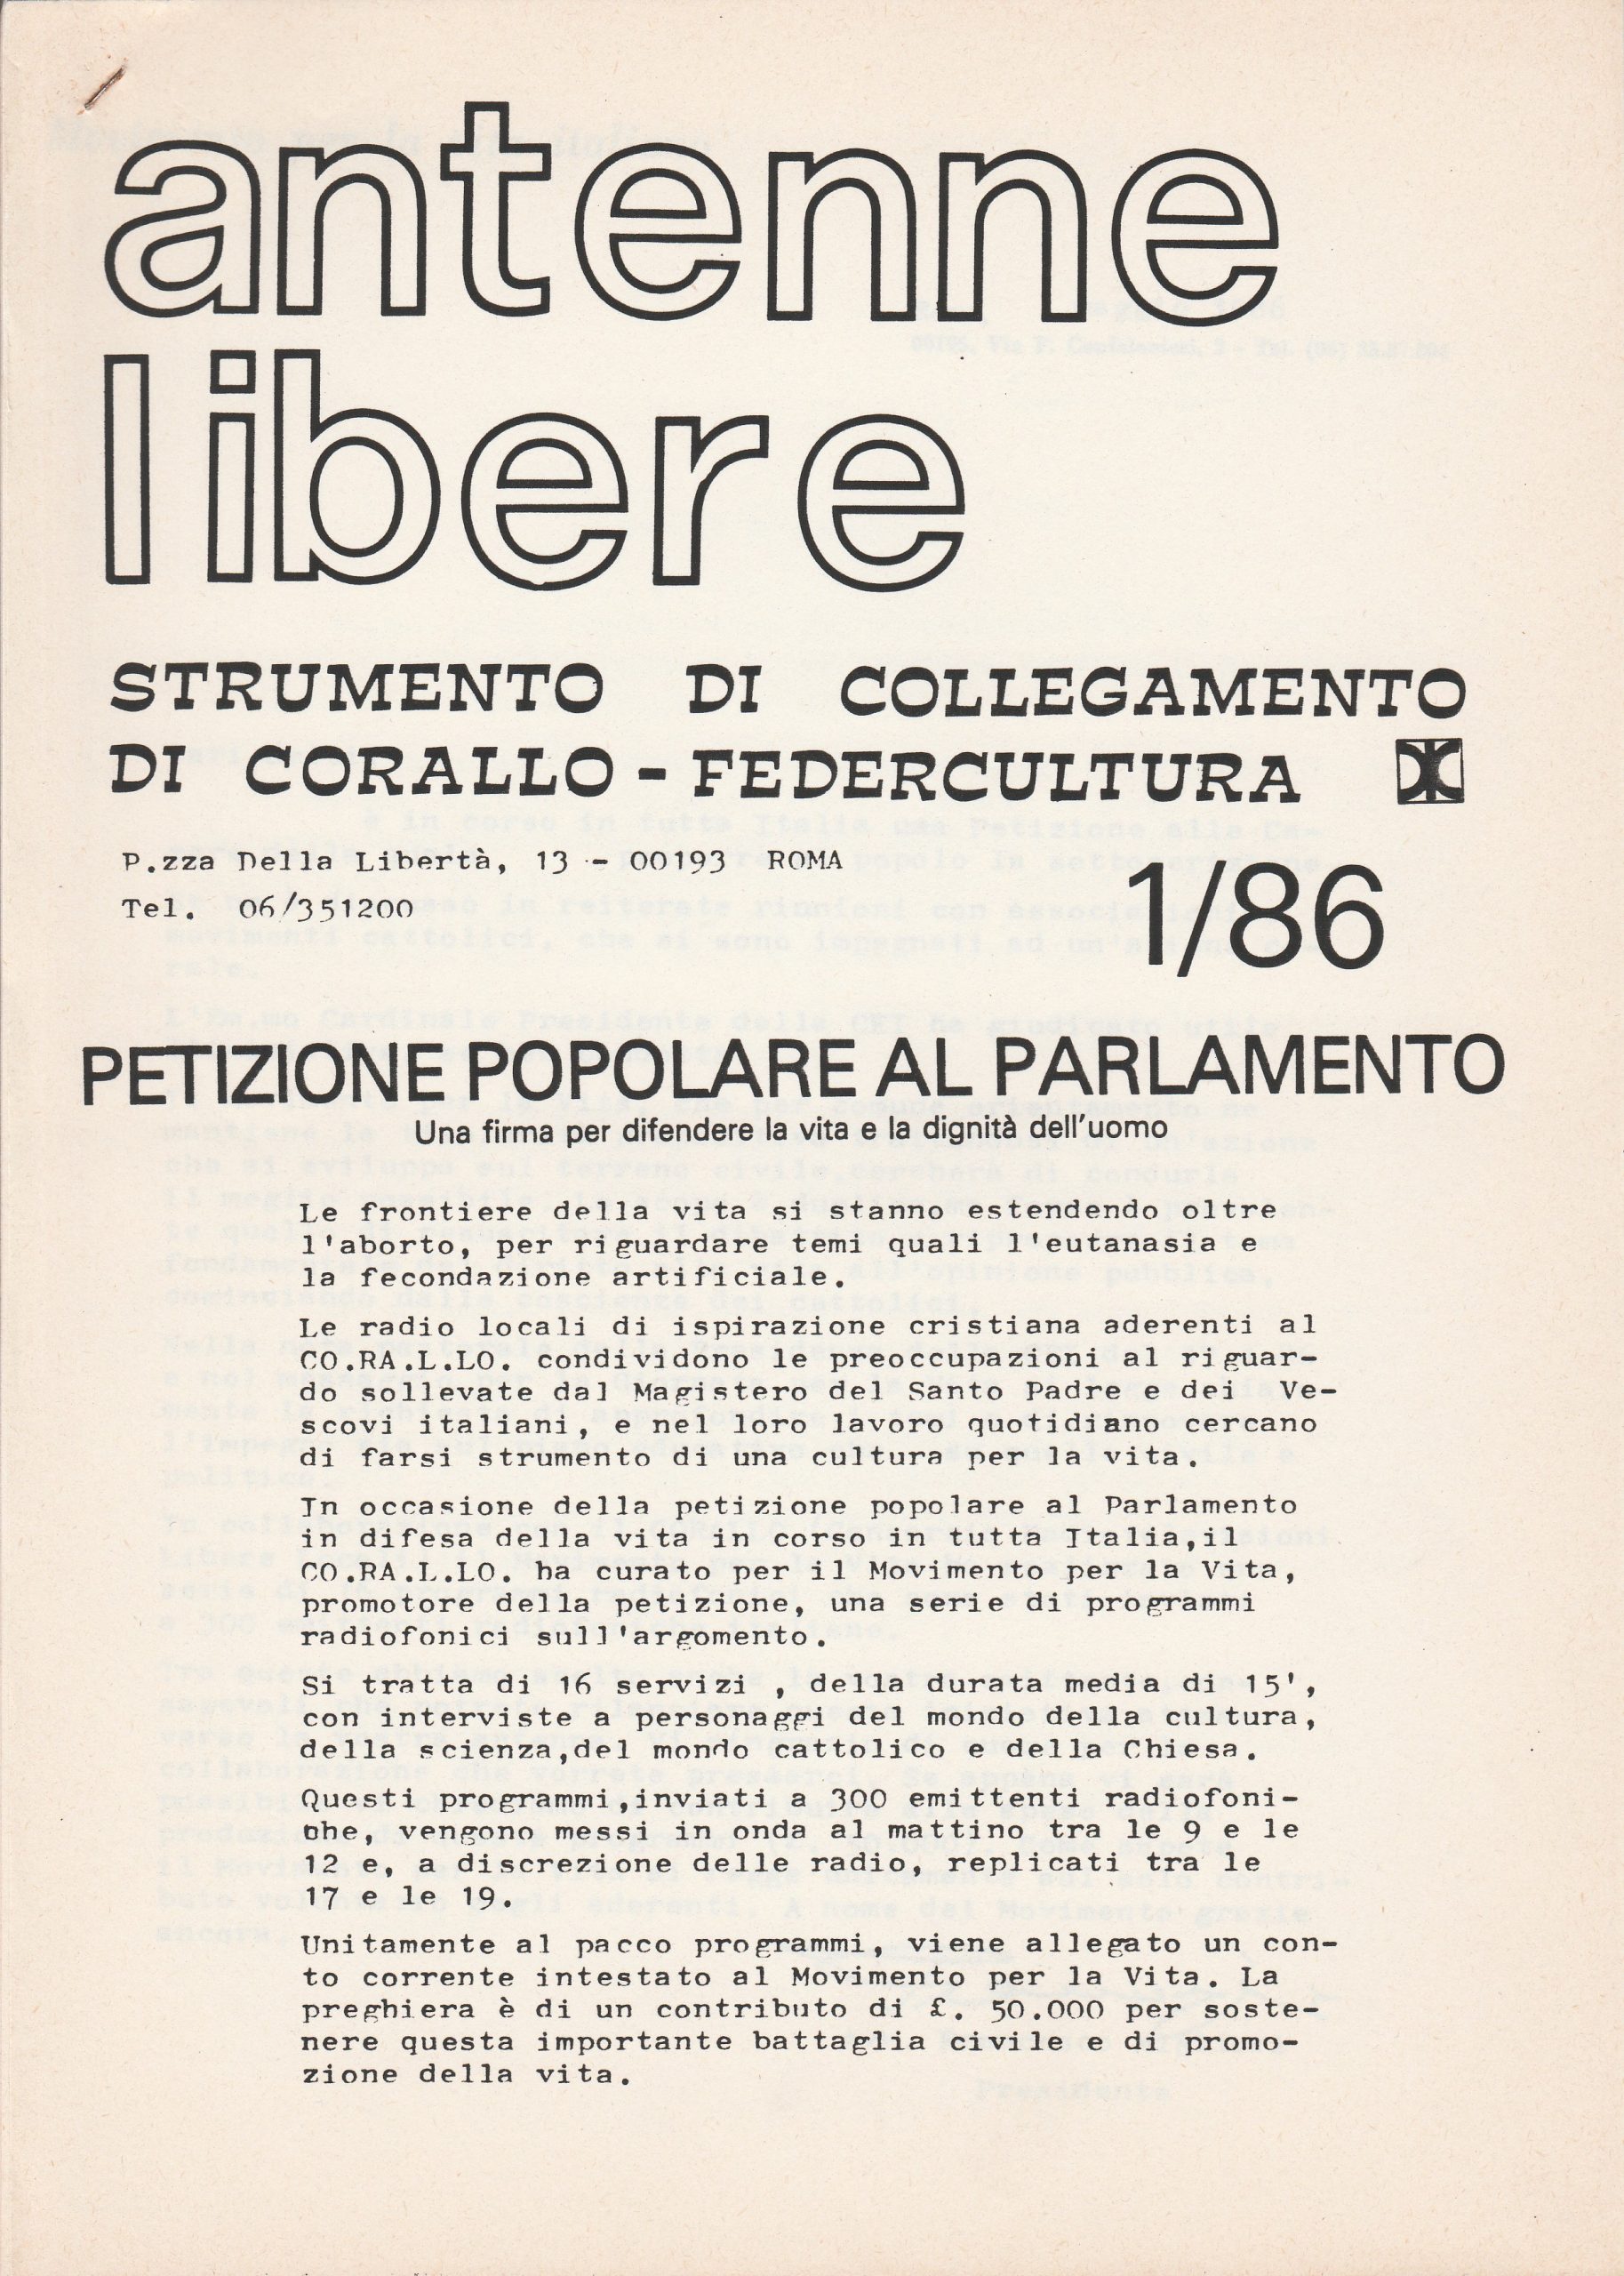 antenne
libere
STRUMENTO DI COLLEGAMENTO
DI CORALLO - FEDERCULTURA
P.zza Della Libertà, 13 - 00193 ROMA
Tel. 06/351200
1/86
PETIZIONE POPOLARE AL PARLAMENTO
Una firma per difendere la vita e la dignità dell'uomo
Le frontiere della vita si stanno estendendo oltre
l'aborto, per riguardare temi quali l'eutanasia e
la fecondazione artificiale.
Le radio locali di ispirazione cristiana aderenti al
CO.RA.L.LO. condividono le preoccupazioni al riguar-
do sollevate dal Magistero del Santo Padre e dei Ve-
scovi italiani, e nel loro lavoro quotidiano cercano
di farsi strumento di una cultura per la vita.
In occasione della petizione popolare al Parlamento
in difesa della vita in corso in tutta Italia,il
CO.RA.L.LO. ha curato per il Movimento per la Vita,
promotore della petizione, una serie di programmi
radiofonici sull'argomento.
Si tratta di 16 servizi , della durata media di 15',
con interviste a personaggi del mondo della cultura,
della scienza,del mondo cattolico e della Chiesa.
Questi programmi,inviati a 300 emittenti radiofoni-
che, vengono messi in onda al mattino tra le 9 e le
12 e, a discrezione delle radio, replicati tra le
17 e le 19.
Unitamente al pacco programmi, viene allegato un con-
to corrente intestato al Movimento per la Vita. La
preghiera è di un contributo di £. 50.000 per soste-
nere questa importante battaglia civile e di promo-
zione della vita.